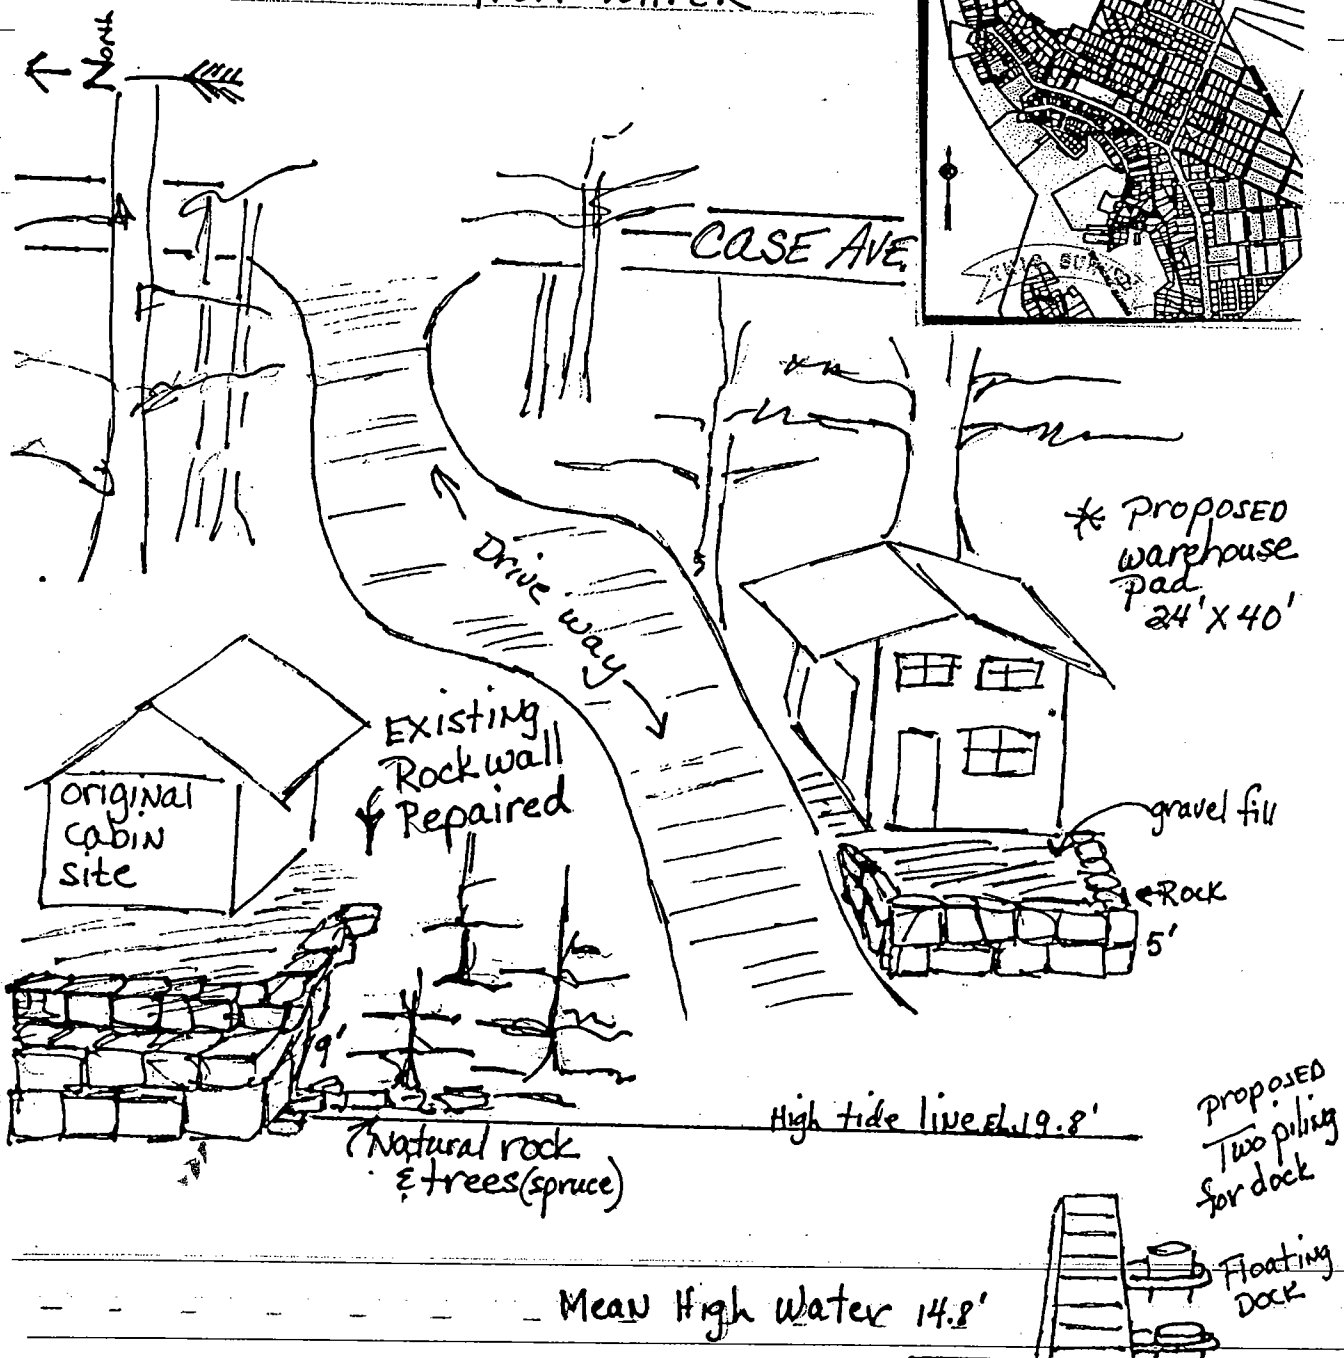 WATER
North
N
CASE AVE.
* Proposed
warehouse
pad
24' X 40'
Drive way
Existing
Rockwall
Repaired
original
cabin
site
gravel fill
Rock
5'
9'
High tide line EL.19.8'
Natural rock
& trees (spruce)
proposed
Two piling
for dock
Floating
Dock
Mean High Water 14.8'